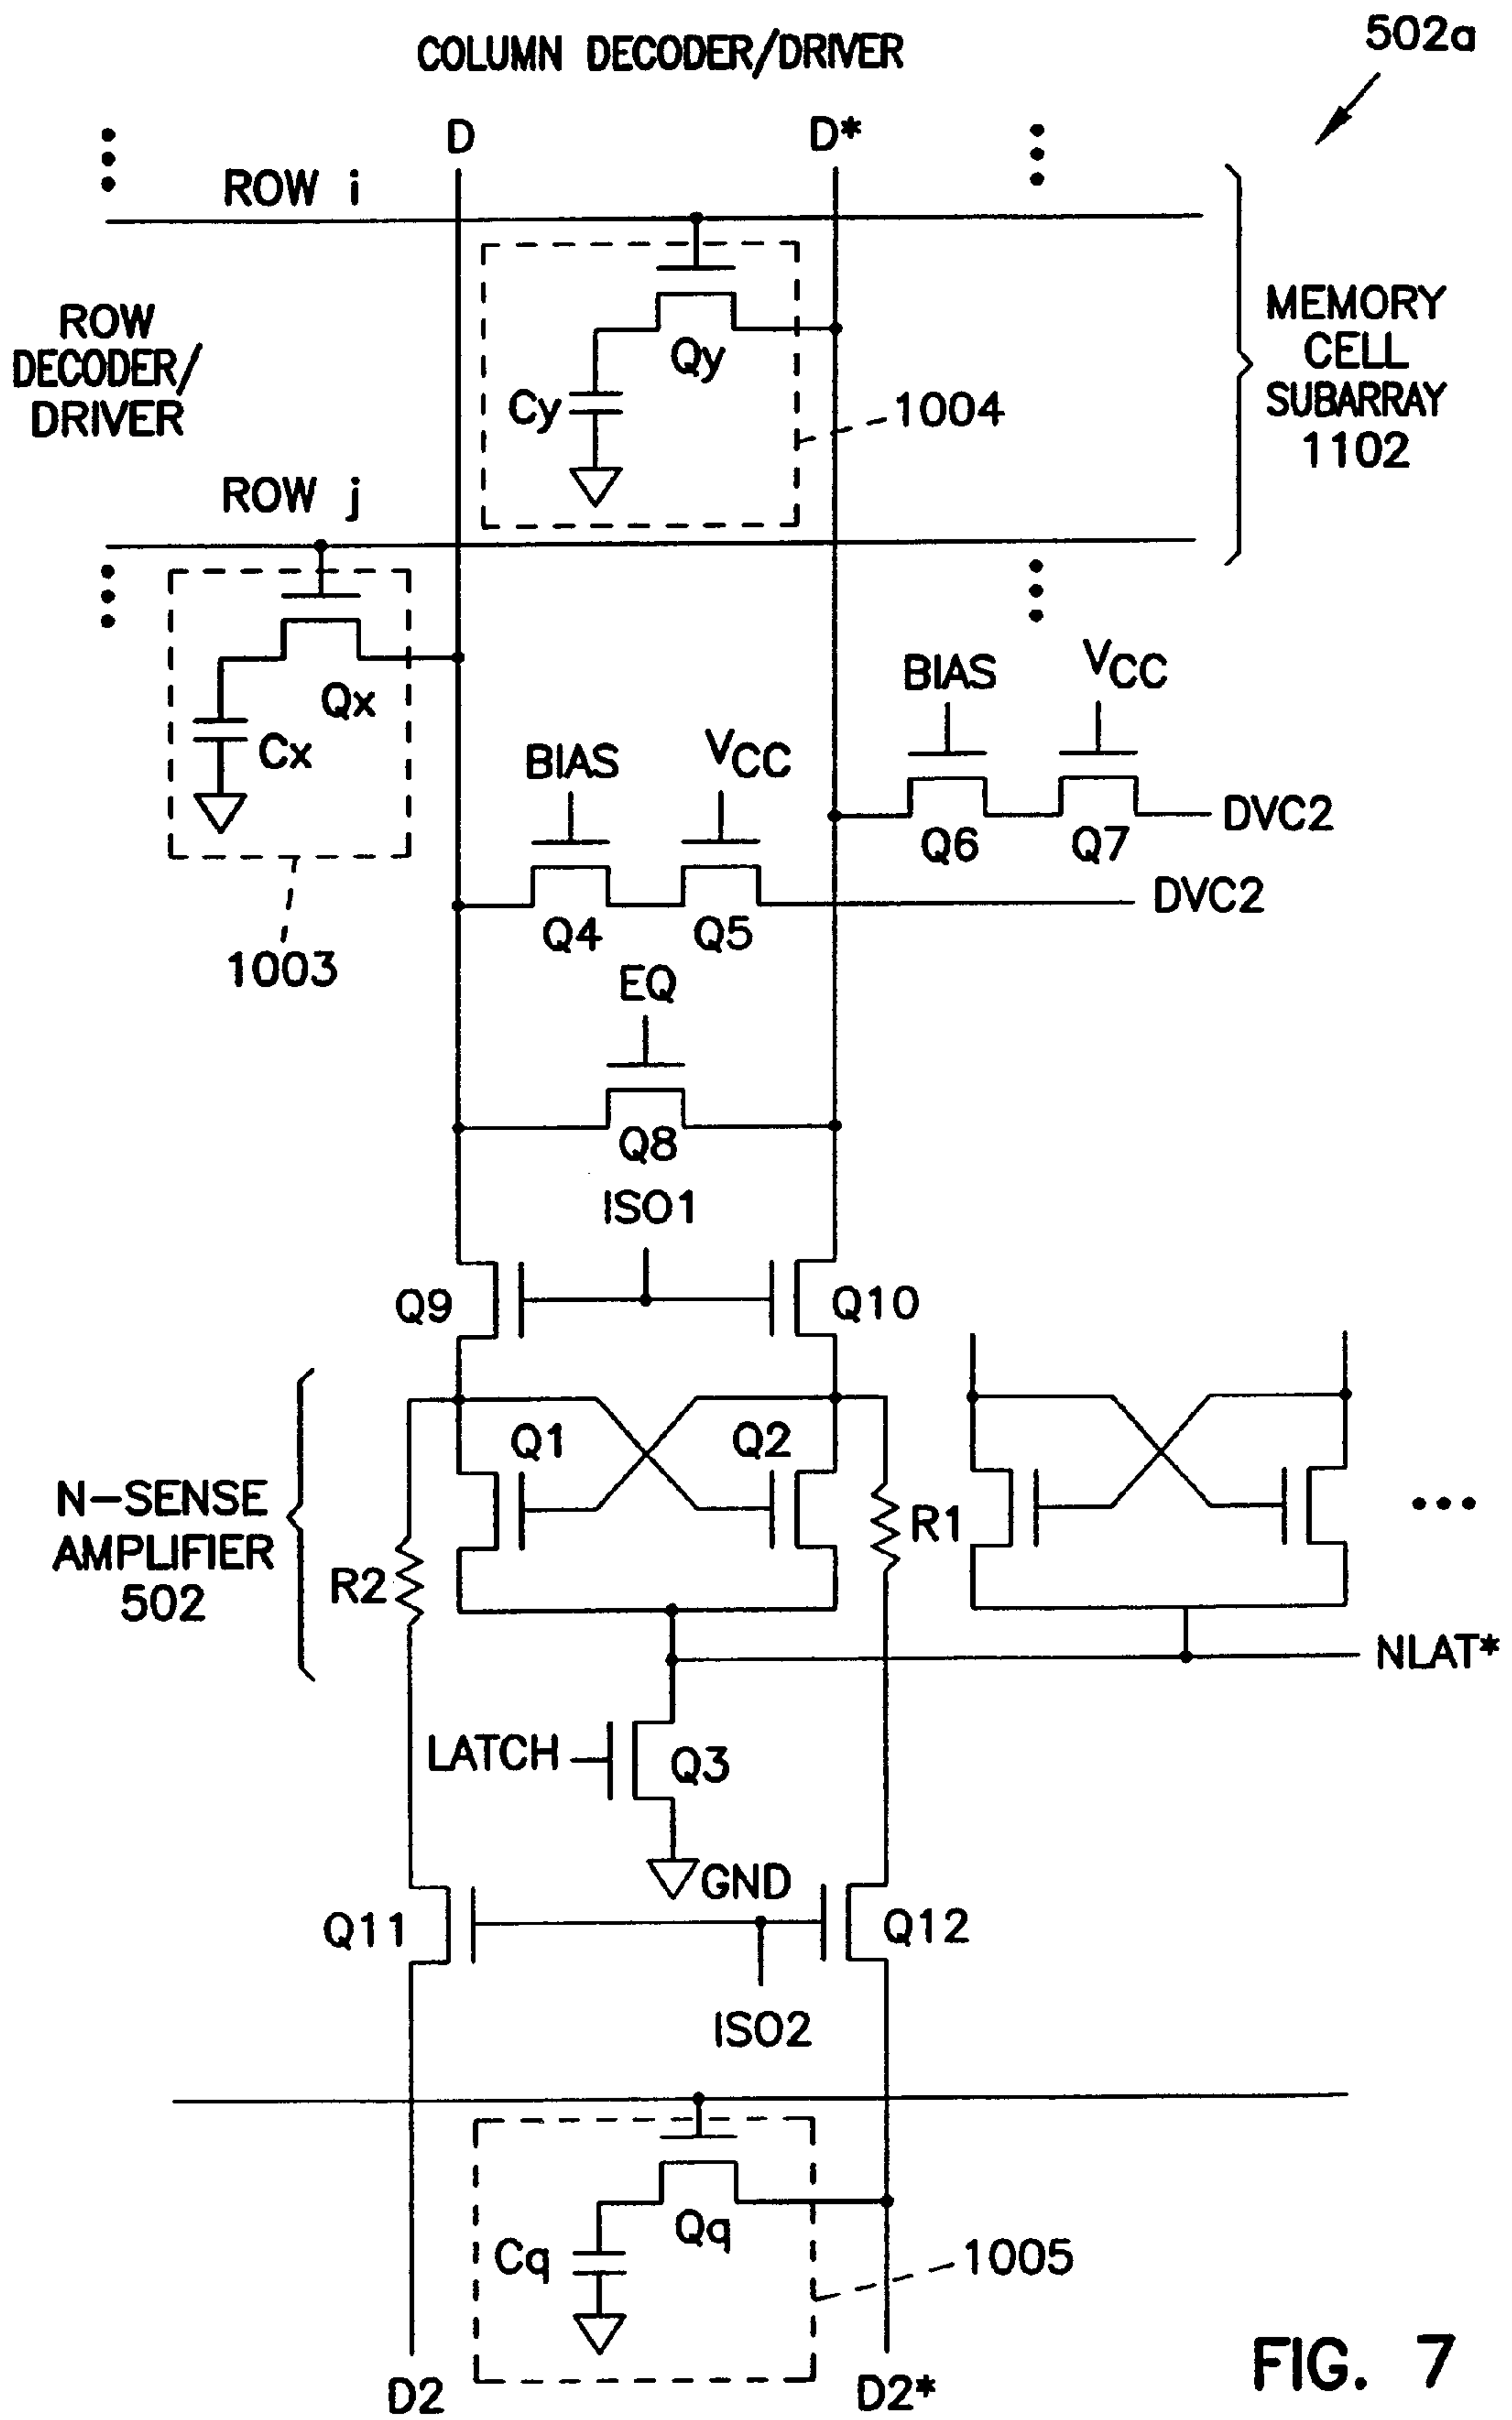 502a
COLUMN DECODER/DRIVER
D
D*
ROW i
ROW
DECODER/
DRIVER
Qy
Cy
1004
MEMORY
CELL
SUBARRAY
1102
ROW j
Qx
Cx
1003
BIAS
VCC
Q6
Q7
DVC2
BIAS
VCC
Q4
Q5
DVC2
EQ
Q8
ISO1
Q9
Q10
Q1
Q2
N-SENSE
AMPLIFIER
502
R2
R1
NLAT*
LATCH
Q3
GND
Q11
Q12
ISO2
Qq
Cq
1005
D2
D2*
FIG. 7